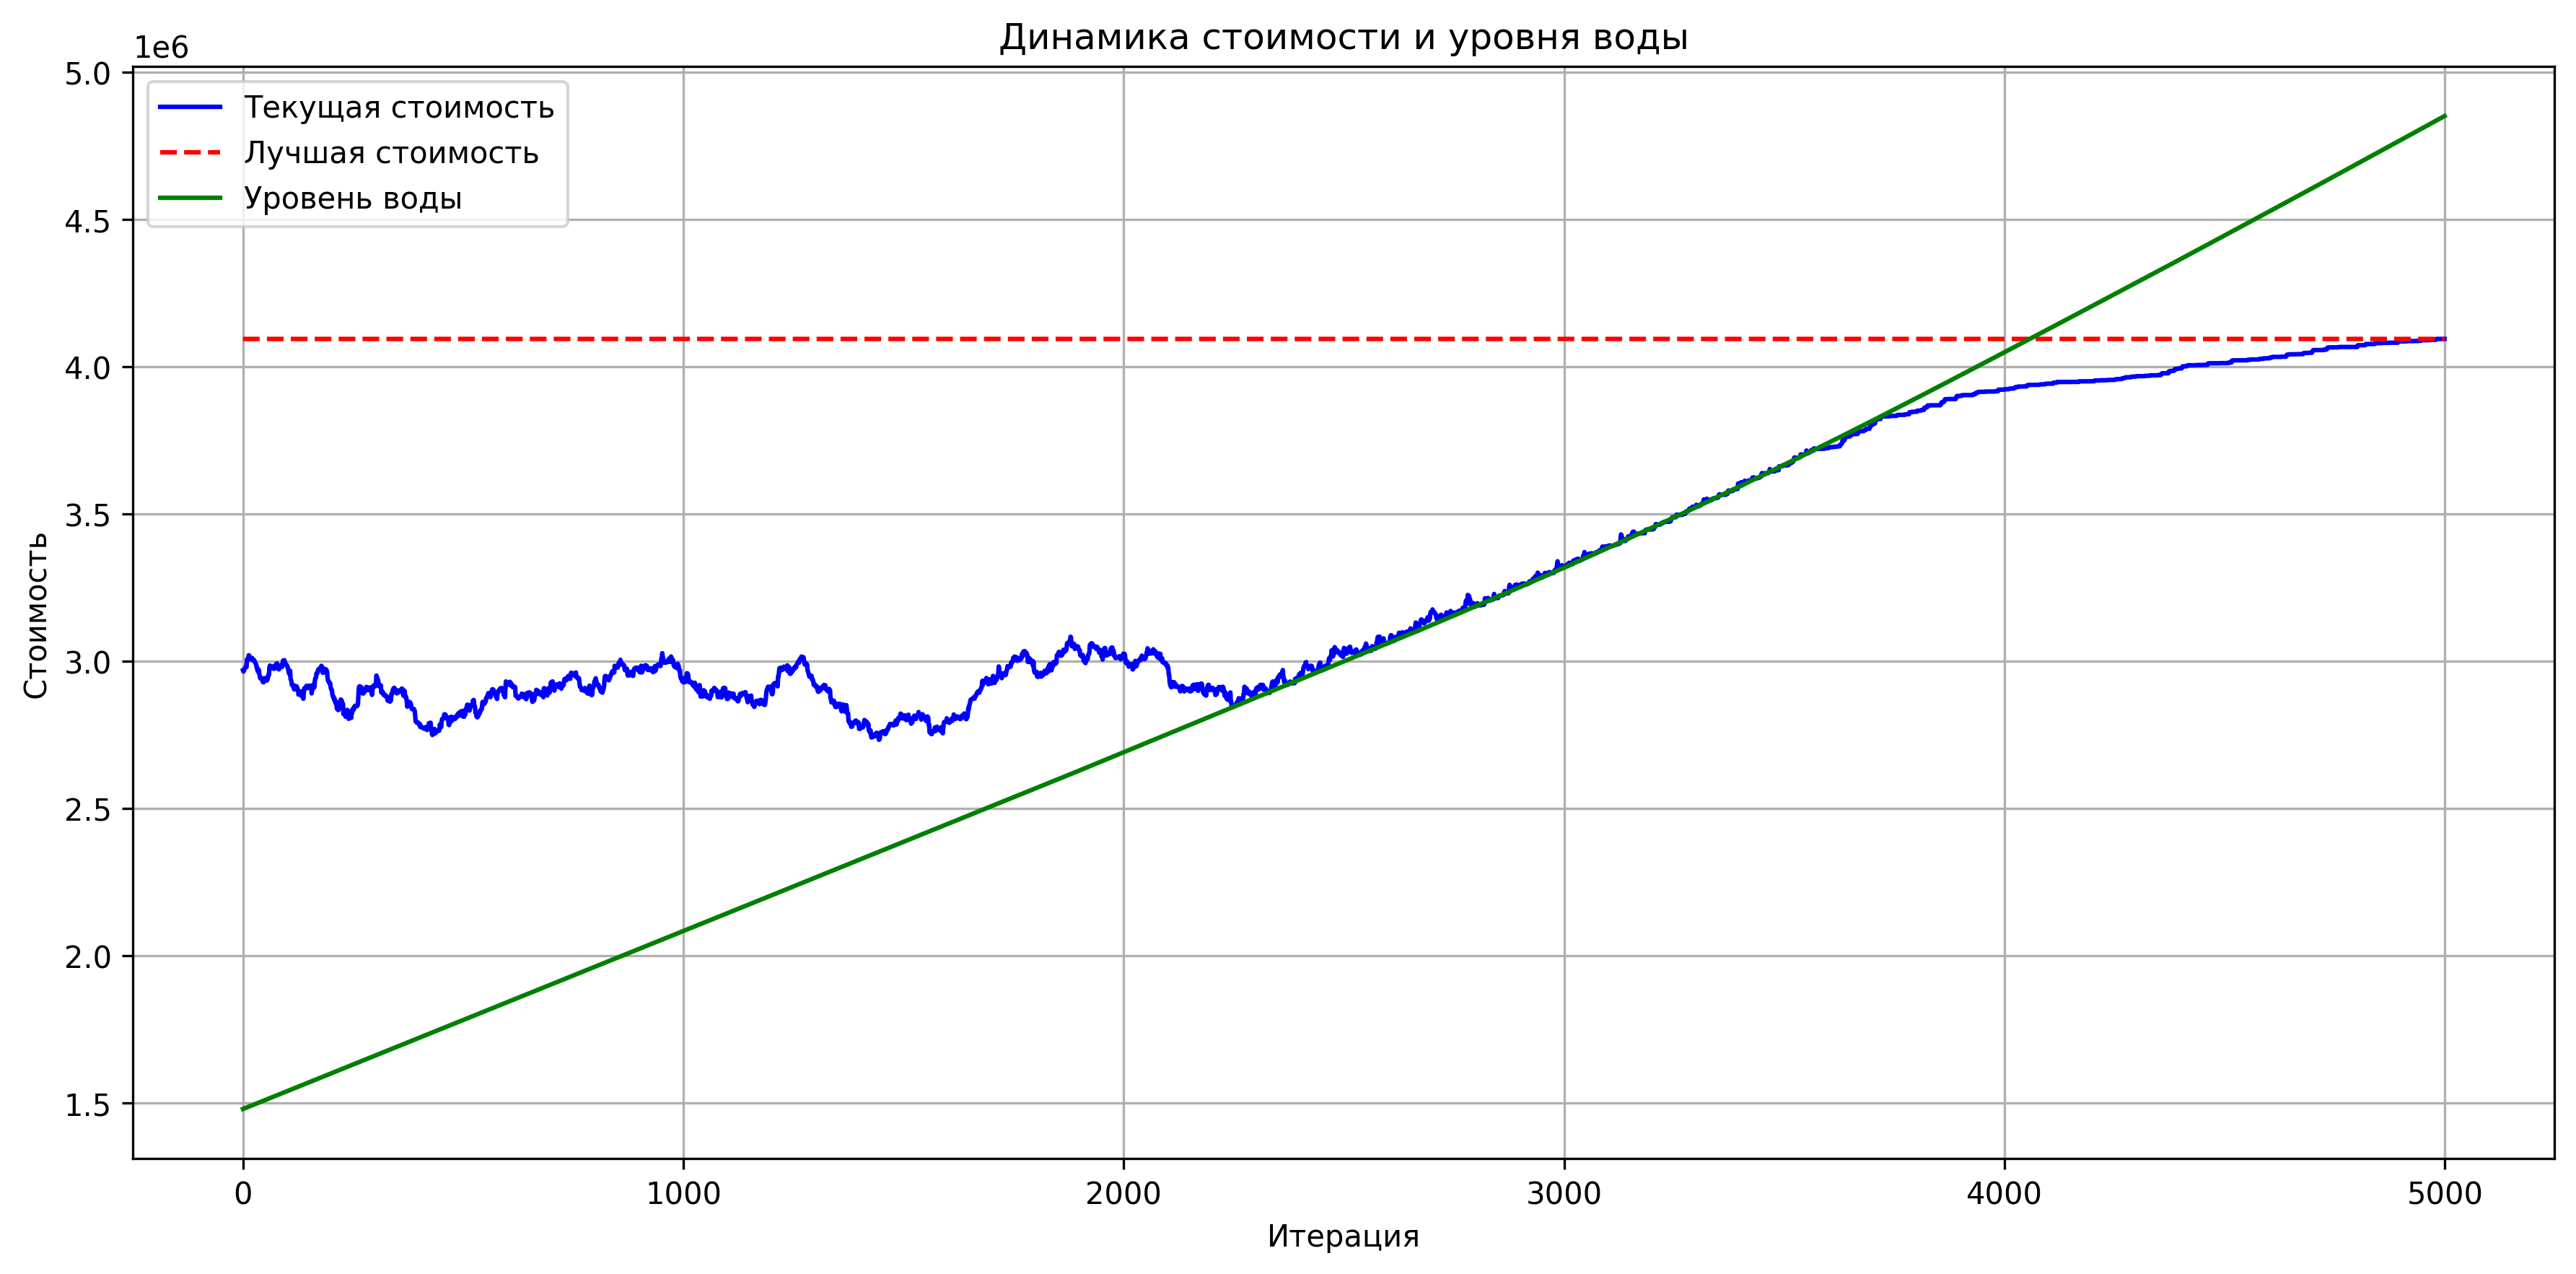 Динамика стоимости и уровня воды
1e6
5.0
4.5
4.0
3.5
3.0
2.5
2.0
1.5
Стоимость
Текущая стоимость
Лучшая стоимость
Уровень воды
0 1000 2000 3000 4000 5000
Итерация